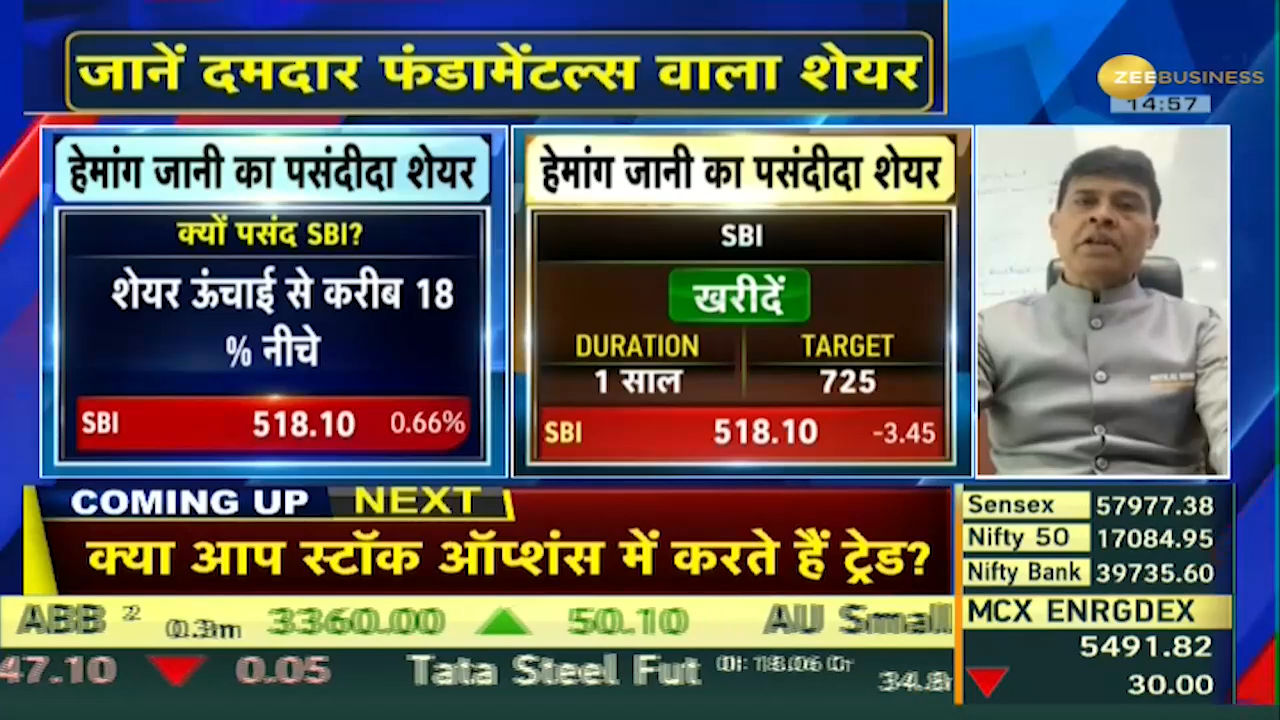 जानें दमदार फंडामेंटल्स वाला शेयर
ZEEBUSINESS
14:57
हेमांग जानी का पसंदीदा शेयर
क्यों पसंद SBI?
शेयर ऊंचाई से करीब 18
% नीचे
SBI 518.10 0.66%
हेमांग जानी का पसंदीदा शेयर
SBI
खरीदें
DURATION TARGET
1 साल 725
SBI 518.10 -3.45
COMING UP NEXT
क्या आप स्टॉक ऑप्शंस में करते हैं ट्रेड?
Sensex 57977.38
Nifty 50 17084.95
Nifty Bank 39735.60
MCX ENRGDEX
5491.82
30.00
ABB 3360.00 50.10 AU Small
47.10 0.05 Tata Steel Fut